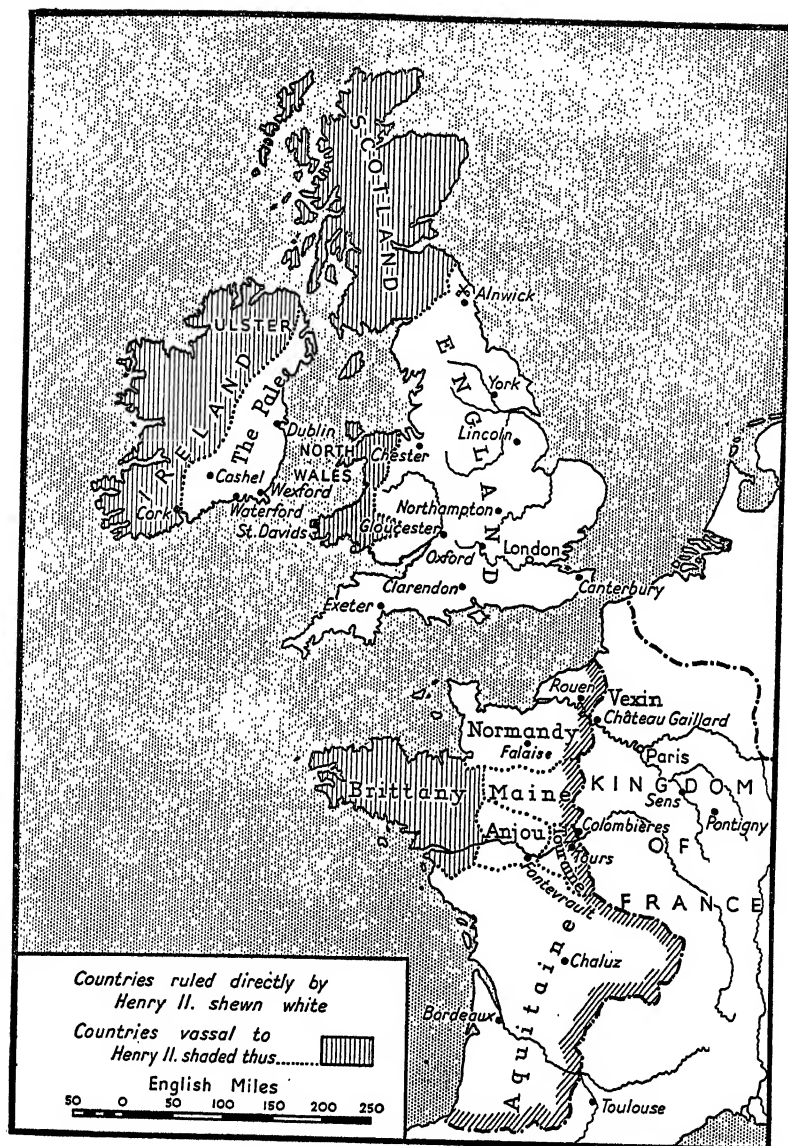 SCOTLAND
Alnwick
ULSTER
ENGLAND
York
IRELAND
The Pale
Lincoln
Dublin
NORTH
WALES
Chester
Cashel
Wexford
Northampton
Cork
Waterford
St. Davids
Gloucester
Oxford
London
Clarendon
Canterbury
Exeter
Rouen
Vexin
Château Gaillard
Normandy
Falaise
Paris
Brittany
Maine
KINGDOM
Sens
Pontigny
Anjou
Touraine
Colombières
OF
Tours
Fontevrault
FRANCE
Aquitaine
Chaluz
Bordeaux
Toulouse
Countries ruled directly by
Henry II. shewn white
Countries vassal to
Henry II. shaded thus........
English Miles
50 0 50 100 150 200 250